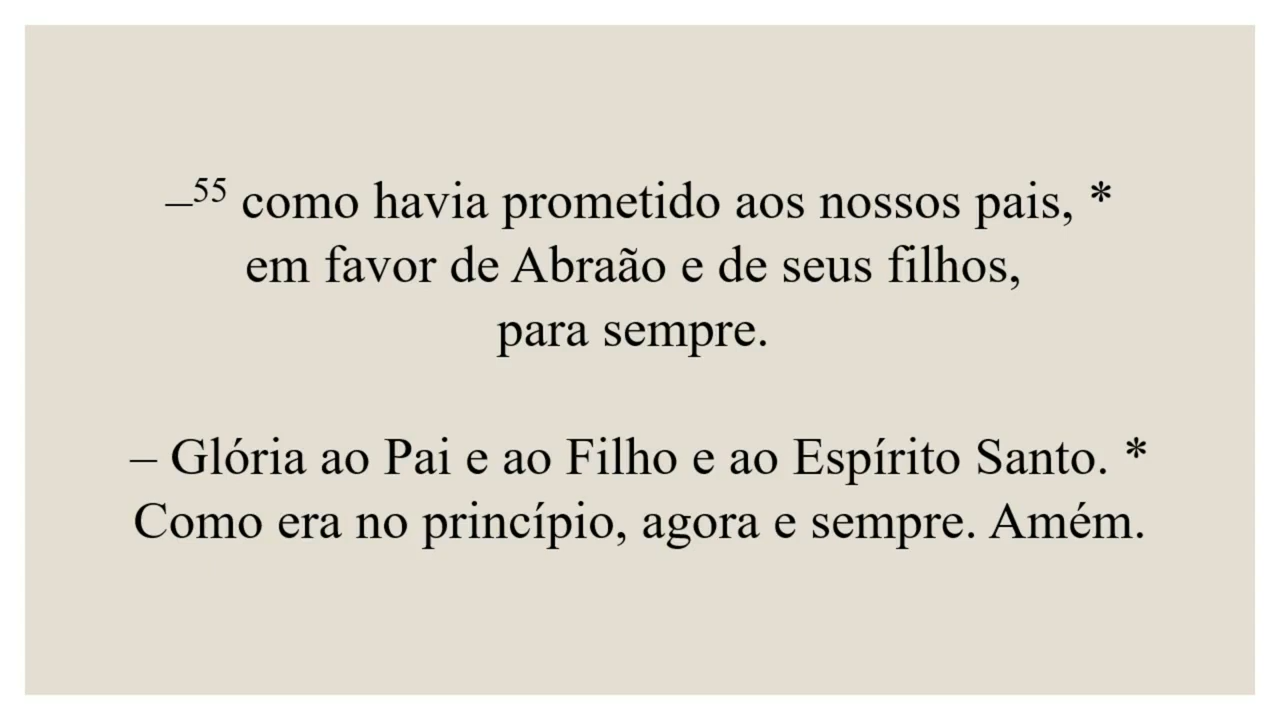 –⁵⁵ como havia prometido aos nossos pais, *
em favor de Abraão e de seus filhos,
para sempre.
– Glória ao Pai e ao Filho e ao Espírito Santo. *
Como era no princípio, agora e sempre. Amém.